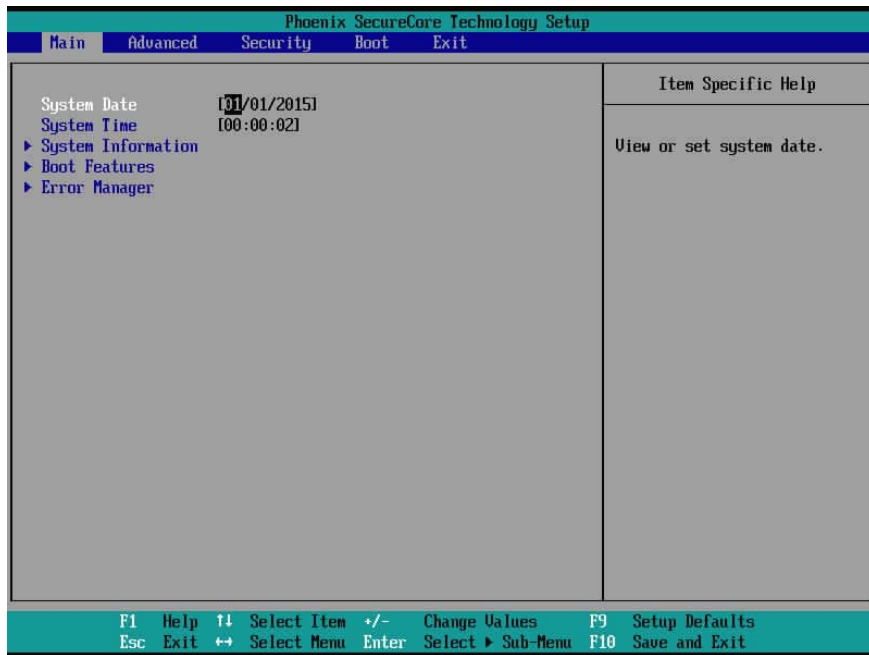 Phoenix SecureCore Technology Setup
Main Advanced Security Boot Exit
Item Specific Help
System Date [01/01/2015]
System Time [00:00:02]
▶ System Information
▶ Boot Features
▶ Error Manager
View or set system date.
F1 Help ↑↓ Select Item +/- Change Values F9 Setup Defaults
Esc Exit ↔ Select Menu Enter Select ▶ Sub-Menu F10 Save and Exit